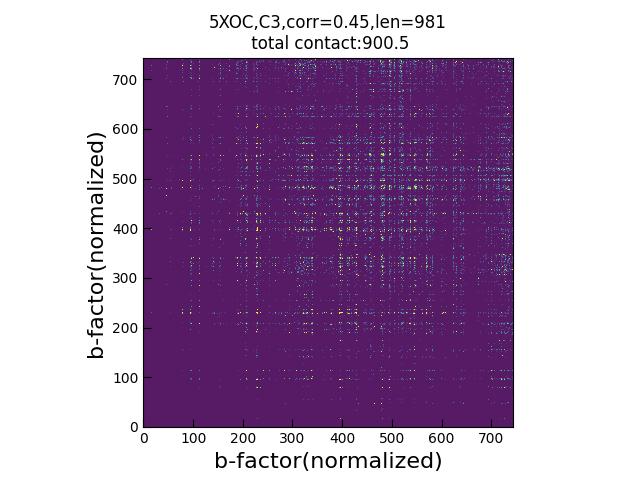 5XOC,C3,corr=0.45,len=981
total contact:900.5
b-factor(normalized)
700
600
500
400
300
200
100
0
0 100 200 300 400 500 600 700
b-factor(normalized)